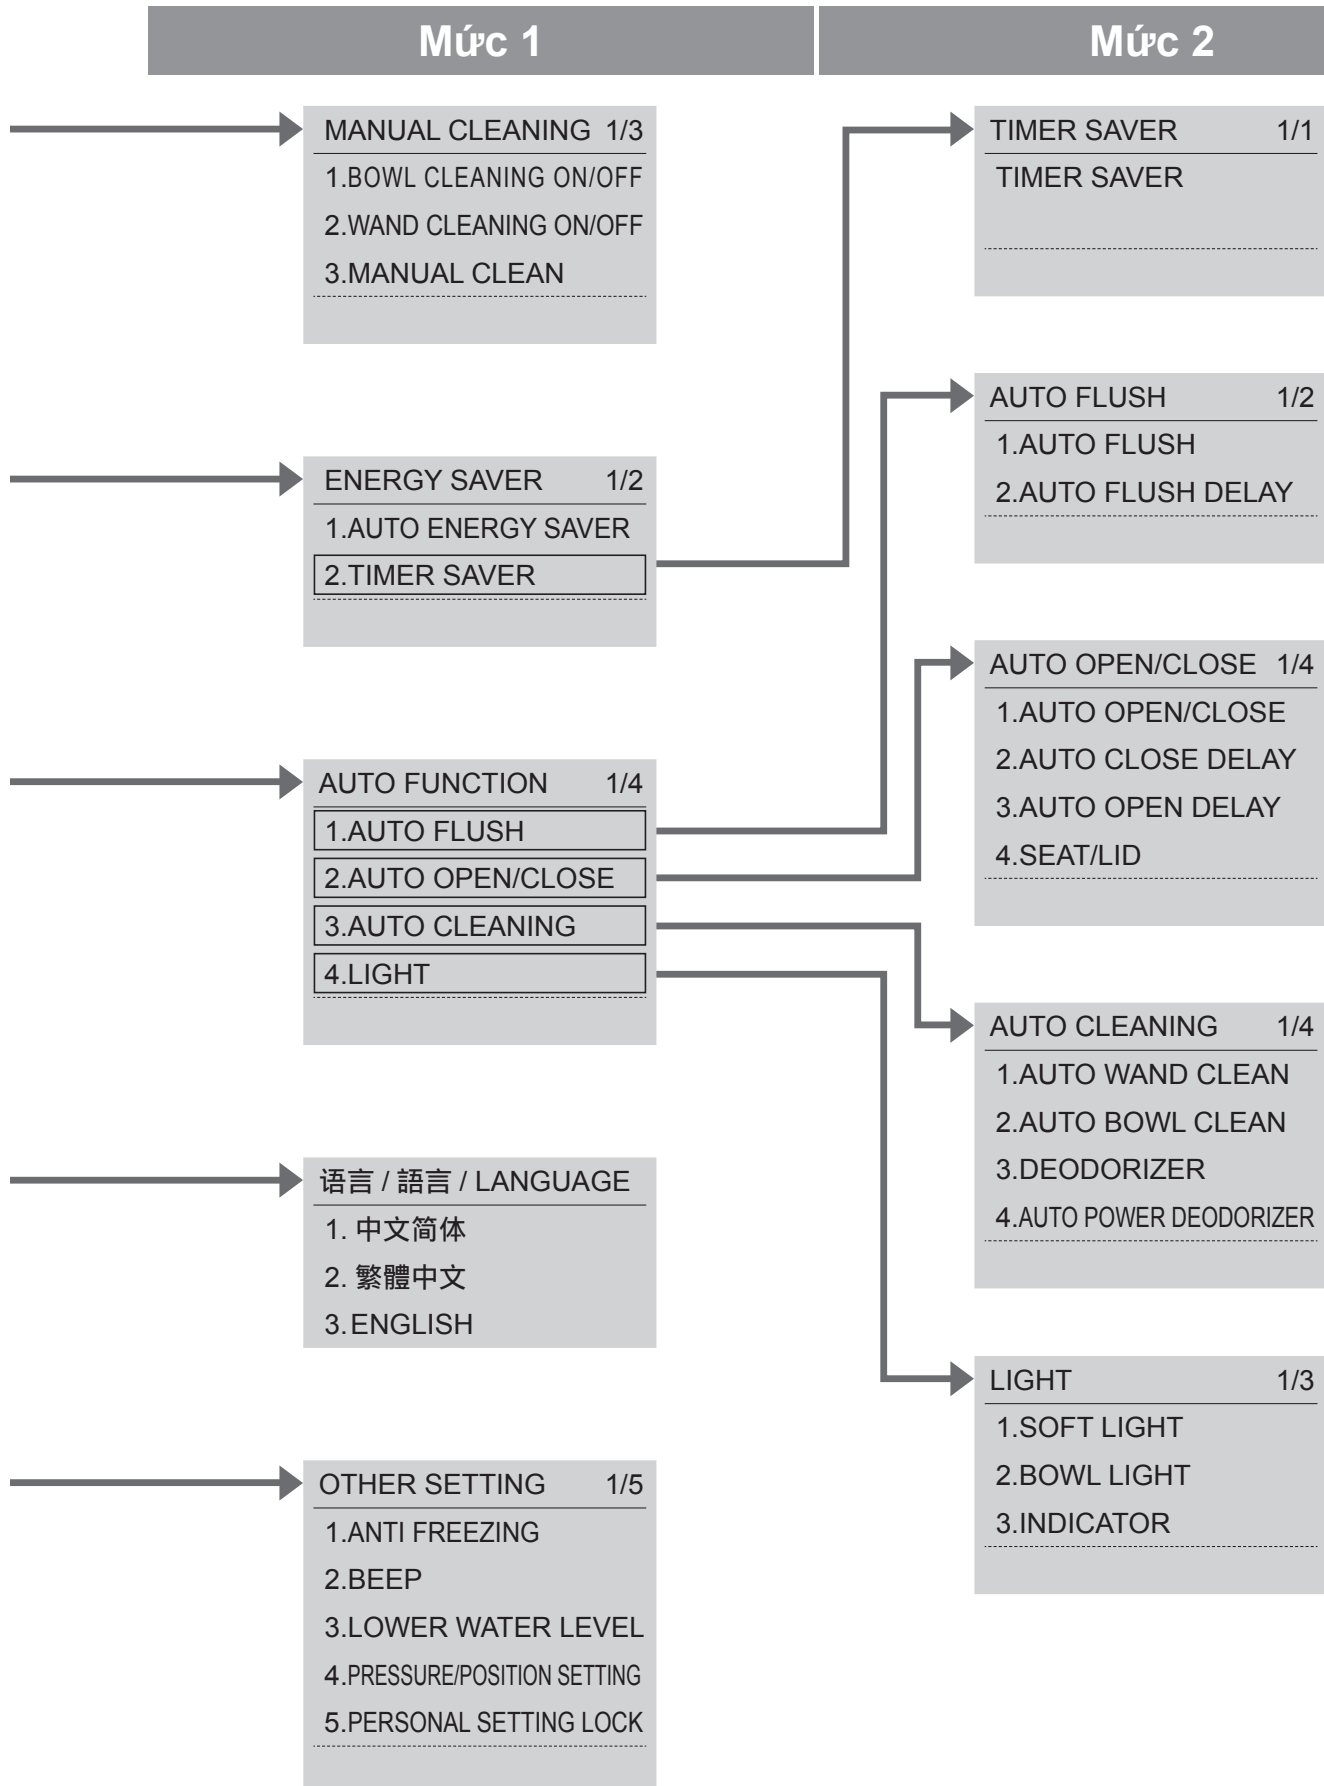 Mức 1
Mức 2
MANUAL CLEANING 1/3
1.BOWL CLEANING ON/OFF
2.WAND CLEANING ON/OFF
3.MANUAL CLEAN
ENERGY SAVER 1/2
1.AUTO ENERGY SAVER
2.TIMER SAVER
AUTO FUNCTION 1/4
1.AUTO FLUSH
2.AUTO OPEN/CLOSE
3.AUTO CLEANING
4.LIGHT
语言 / 語言 / LANGUAGE
1. 中文简体
2. 繁體中文
3.ENGLISH
OTHER SETTING 1/5
1.ANTI FREEZING
2.BEEP
3.LOWER WATER LEVEL
4.PRESSURE/POSITION SETTING
5.PERSONAL SETTING LOCK
TIMER SAVER 1/1
TIMER SAVER
AUTO FLUSH 1/2
1.AUTO FLUSH
2.AUTO FLUSH DELAY
AUTO OPEN/CLOSE 1/4
1.AUTO OPEN/CLOSE
2.AUTO CLOSE DELAY
3.AUTO OPEN DELAY
4.SEAT/LID
AUTO CLEANING 1/4
1.AUTO WAND CLEAN
2.AUTO BOWL CLEAN
3.DEODORIZER
4.AUTO POWER DEODORIZER
LIGHT 1/3
1.SOFT LIGHT
2.BOWL LIGHT
3.INDICATOR